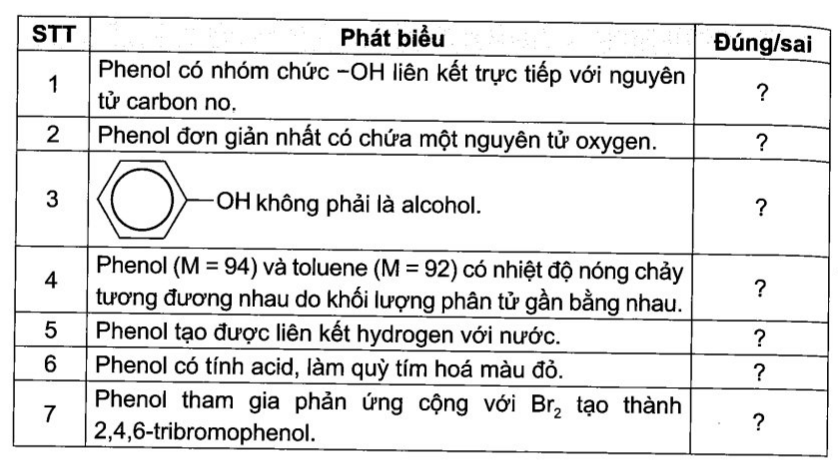 STT Phát biểu Đúng/sai
1 Phenol có nhóm chức –OH liên kết trực tiếp với nguyên
tử carbon no. ?
2 Phenol đơn giản nhất có chứa một nguyên tử oxygen. ?
3 –OH không phải là alcohol. ?
4 Phenol (M = 94) và toluene (M = 92) có nhiệt độ nóng chảy
tương đương nhau do khối lượng phân tử gần bằng nhau. ?
5 Phenol tạo được liên kết hydrogen với nước. ?
6 Phenol có tính acid, làm quỳ tím hoá màu đỏ. ?
7 Phenol tham gia phản ứng cộng với Br₂ tạo thành
2,4,6-tribromophenol. ?